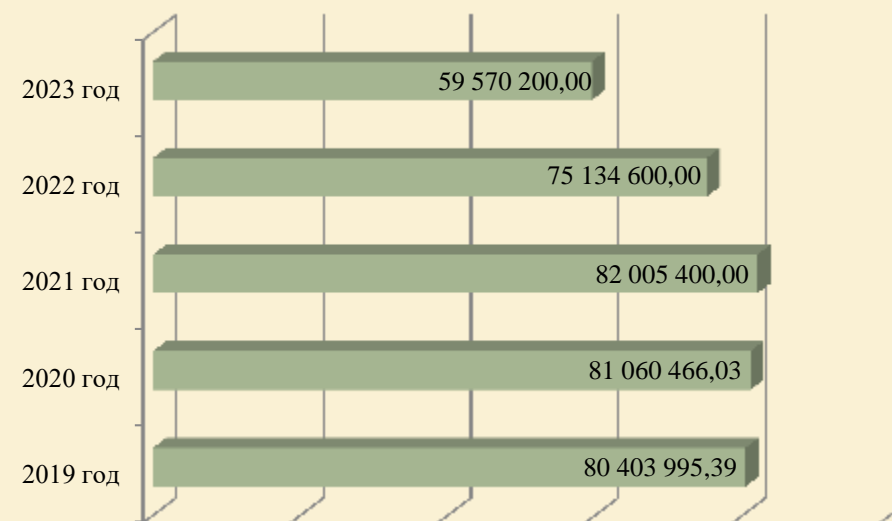 2023 год 59 570 200,00
2022 год 75 134 600,00
2021 год 82 005 400,00
2020 год 81 060 466,03
2019 год 80 403 995,39